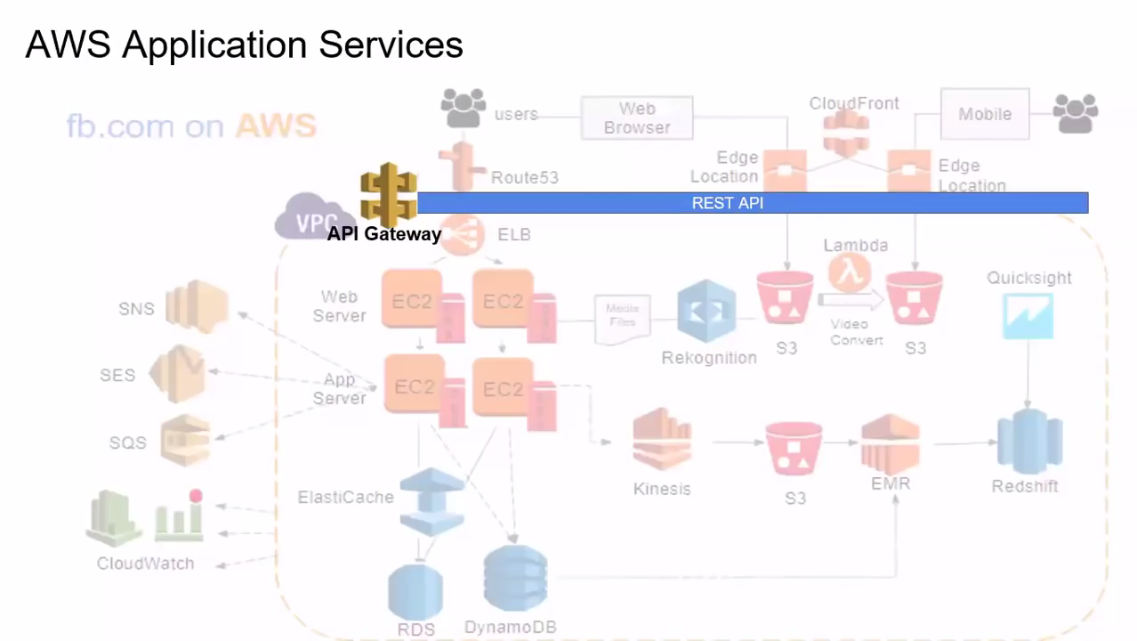 AWS Application Services
fb.com on AWS
users
Web
Browser
CloudFront
Mobile
Edge
Location
Edge
Location
Route53
REST API
VPC
API Gateway
ELB
Lambda
Quicksight
SNS
Web
Server
EC2
EC2
Media
Files
Rekognition
S3
Video
Convert
S3
SES
App
Server
EC2
EC2
SQS
Kinesis
S3
EMR
Redshift
ElastiCache
CloudWatch
RDS
DynamoDB